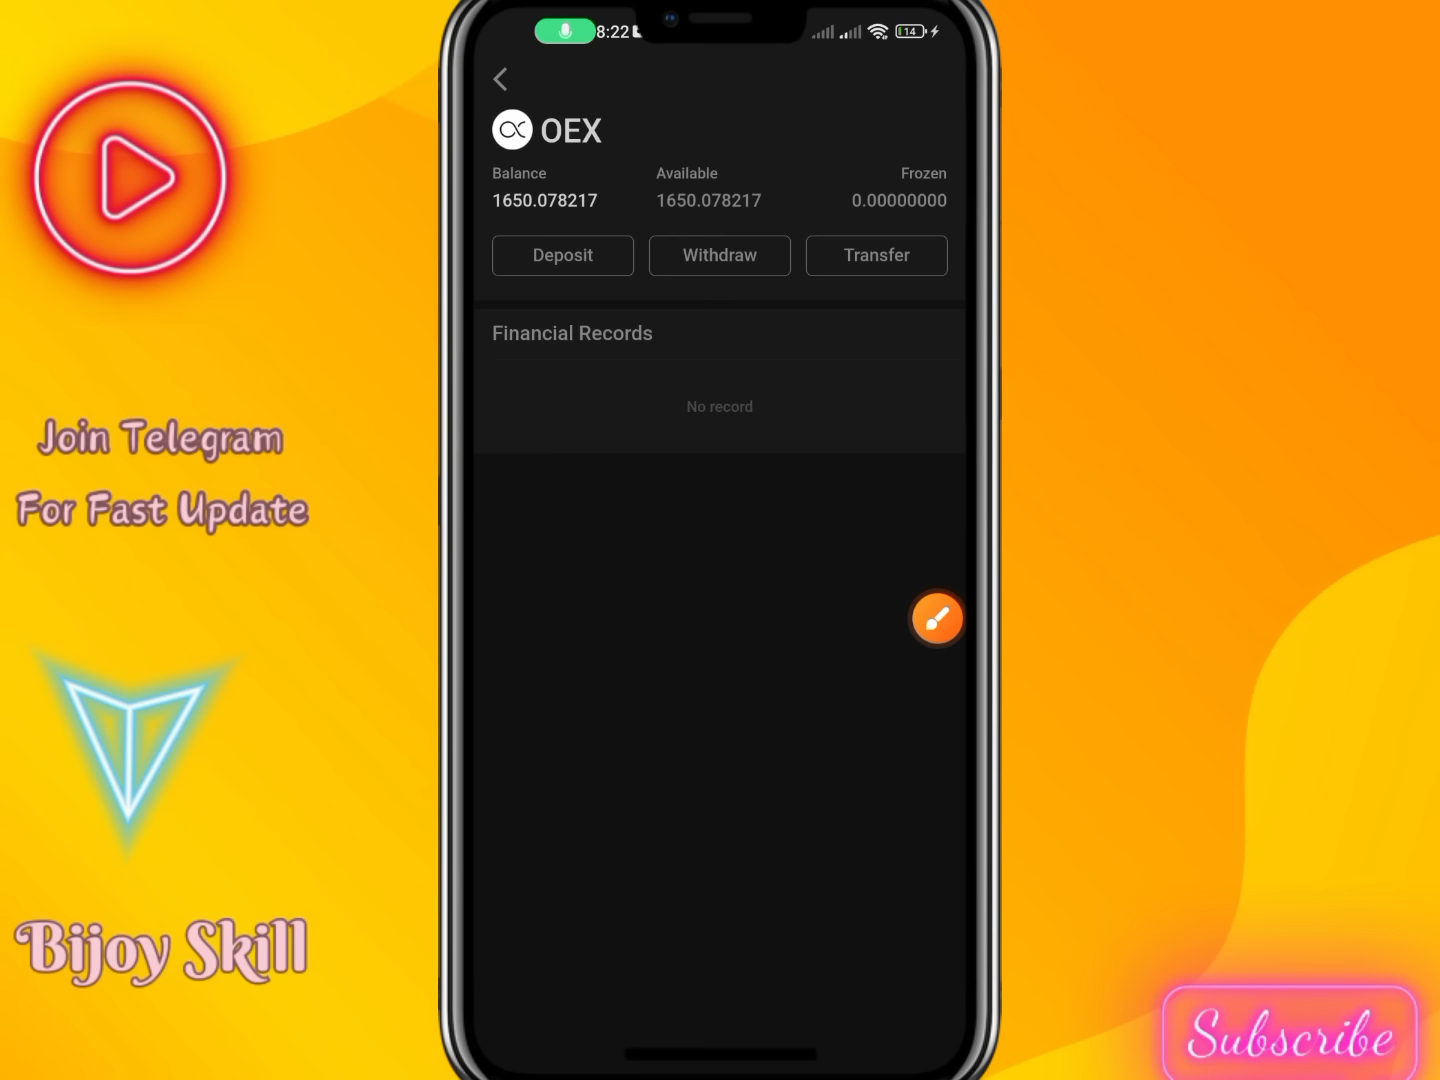 8:22
14
OEX
Balance Available Frozen
1650.078217 1650.078217 0.00000000
Deposit Withdraw Transfer
Financial Records
No record
Join Telegram
For Fast Update
Bijoy Skill
Subscribe